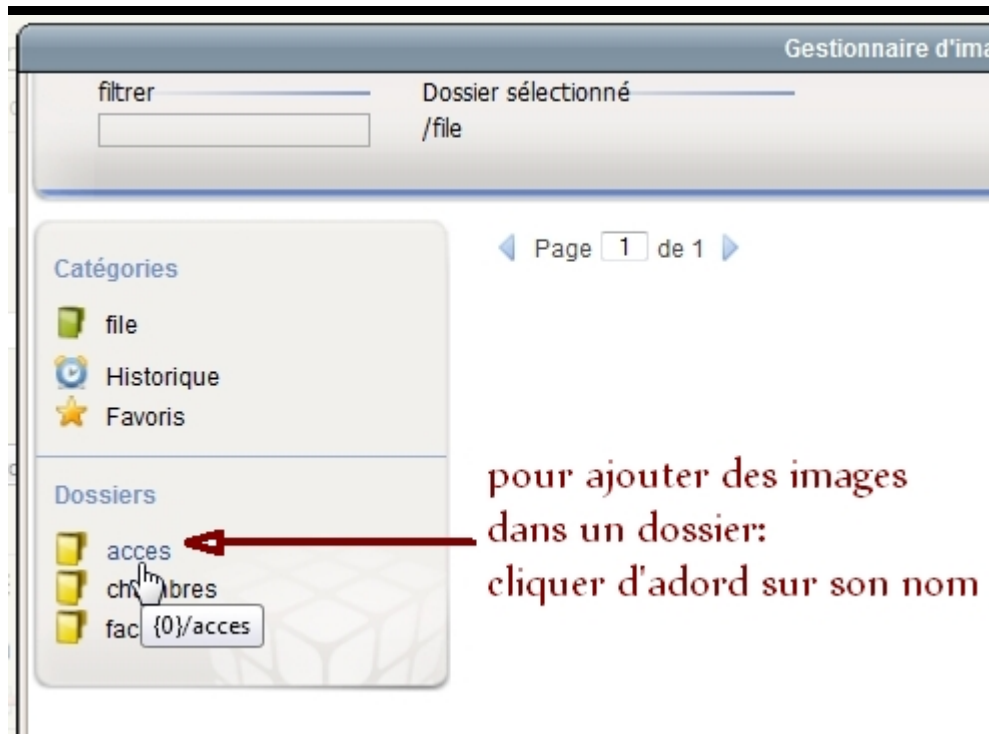 Gestionnaire d'ima
filtrer
Dossier sélectionné
/file
Catégories
file
Historique
Favoris
Page 1 de 1
Dossiers
acces
fac
{0}/acces
pour ajouter des images
dans un dossier:
cliquer d'adord sur son nom